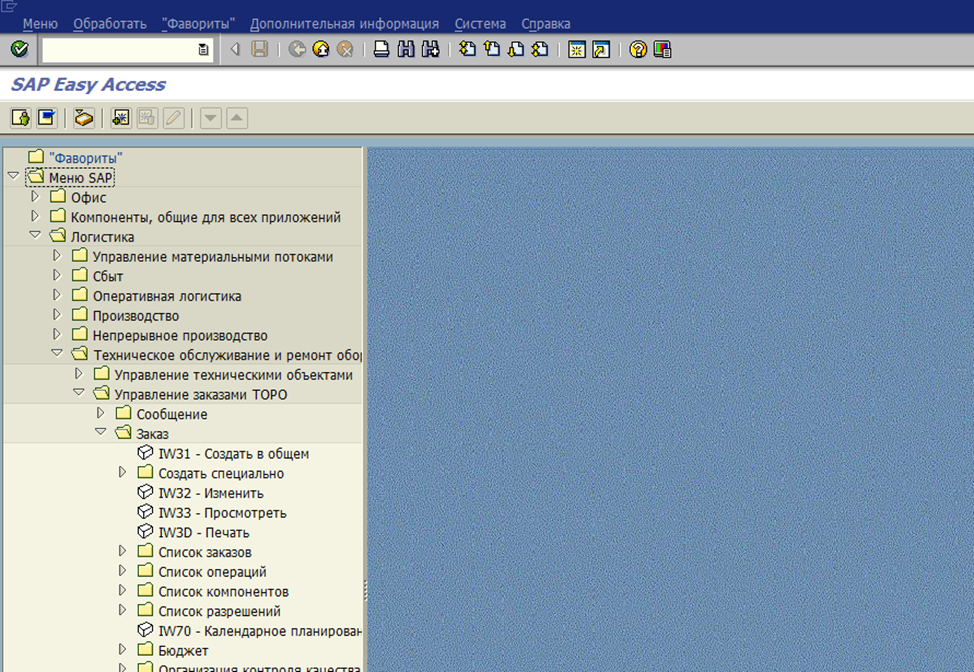 Меню Обработать "Фавориты" Дополнительная информация Система Справка
SAP Easy Access
"Фавориты"
Меню SAP
Офис
Компоненты, общие для всех приложений
Логистика
Управление материальными потоками
Сбыт
Оперативная логистика
Производство
Непрерывное производство
Техническое обслуживание и ремонт обор
Управление техническими объектами
Управление заказами ТОРО
Сообщение
Заказ
IW31 - Создать в общем
Создать специально
IW32 - Изменить
IW33 - Просмотреть
IW3D - Печать
Список заказов
Список операций
Список компонентов
Список разрешений
IW70 - Календарное планирован
Бюджет
Организация контроля качества